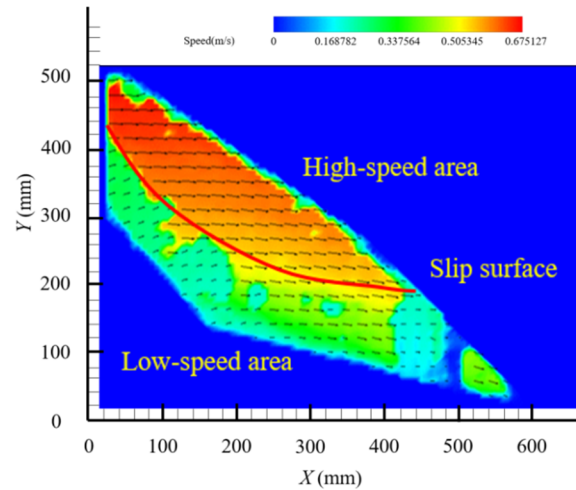 Speed(m/s)
0 0.168782 0.337564 0.505345 0.675127
500
400
300
200
100
0
Y (mm)
High-speed area
Slip surface
Low-speed area
0 100 200 300 400 500 600
X (mm)